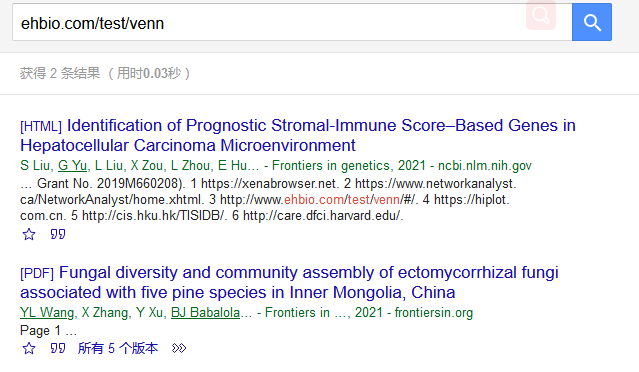 ehbio.com/test/venn
获得 2 条结果 （用时0.03秒）
[HTML] Identification of Prognostic Stromal-Immune Score–Based Genes in
Hepatocellular Carcinoma Microenvironment
S Liu, G Yu, L Liu, X Zou, L Zhou, E Hu… - Frontiers in genetics, 2021 - ncbi.nlm.nih.gov
… Grant No. 2019M660208). 1 https://xenabrowser.net. 2 https://www.networkanalyst.
ca/NetworkAnalyst/home.xhtml. 3 http://www.ehbio.com/test/venn/#/. 4 https://hiplot.
com.cn. 5 http://cis.hku.hk/TISIDB/. 6 http://care.dfci.harvard.edu/.
[PDF] Fungal diversity and community assembly of ectomycorrhizal fungi
associated with five pine species in Inner Mongolia, China
YL Wang, X Zhang, Y Xu, BJ Babalola… - Frontiers in …, 2021 - frontiersin.org
Page 1 …
所有 5 个版本